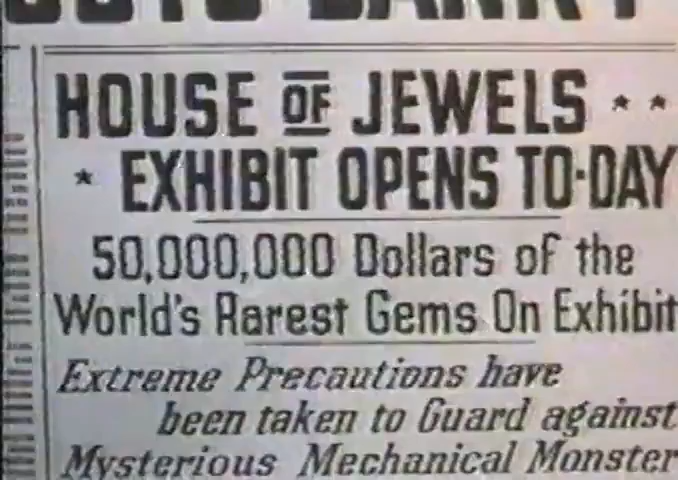 HOUSE OF JEWELS * *
* EXHIBIT OPENS TO-DAY
50,000,000 Dollars of the
World's Rarest Gems On Exhibit
Extreme Precautions have
been taken to Guard against
Mysterious Mechanical Monster